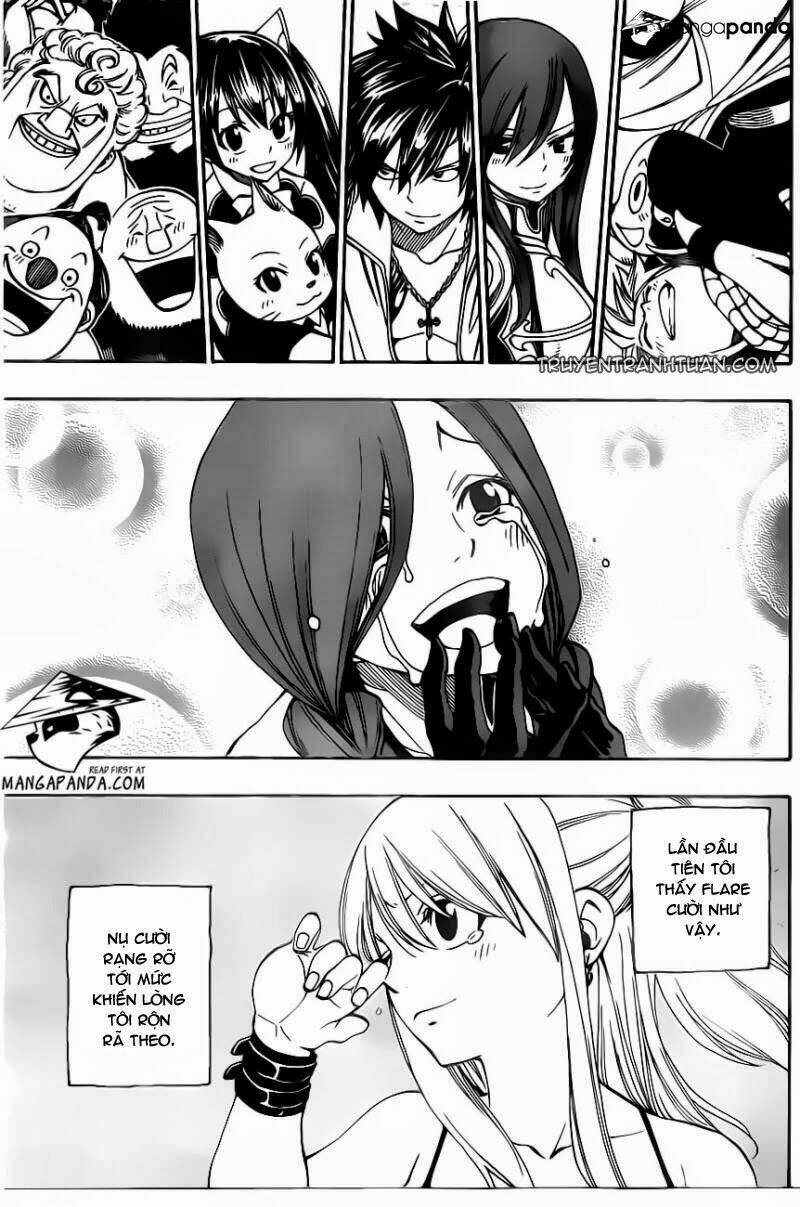 mangapanda
TRUYENTRANHTUAN.COM
READ FIRST AT
MANGAPANDA.COM
LẦN ĐẦU
TIÊN TÔI
THẤY FLARE
CƯỜI NHƯ
VẬY.
NỤ CƯỜI
RẠNG RỠ
TỚI MỨC
KHIẾN LÒNG
TÔI RỘN
RÃ THEO.